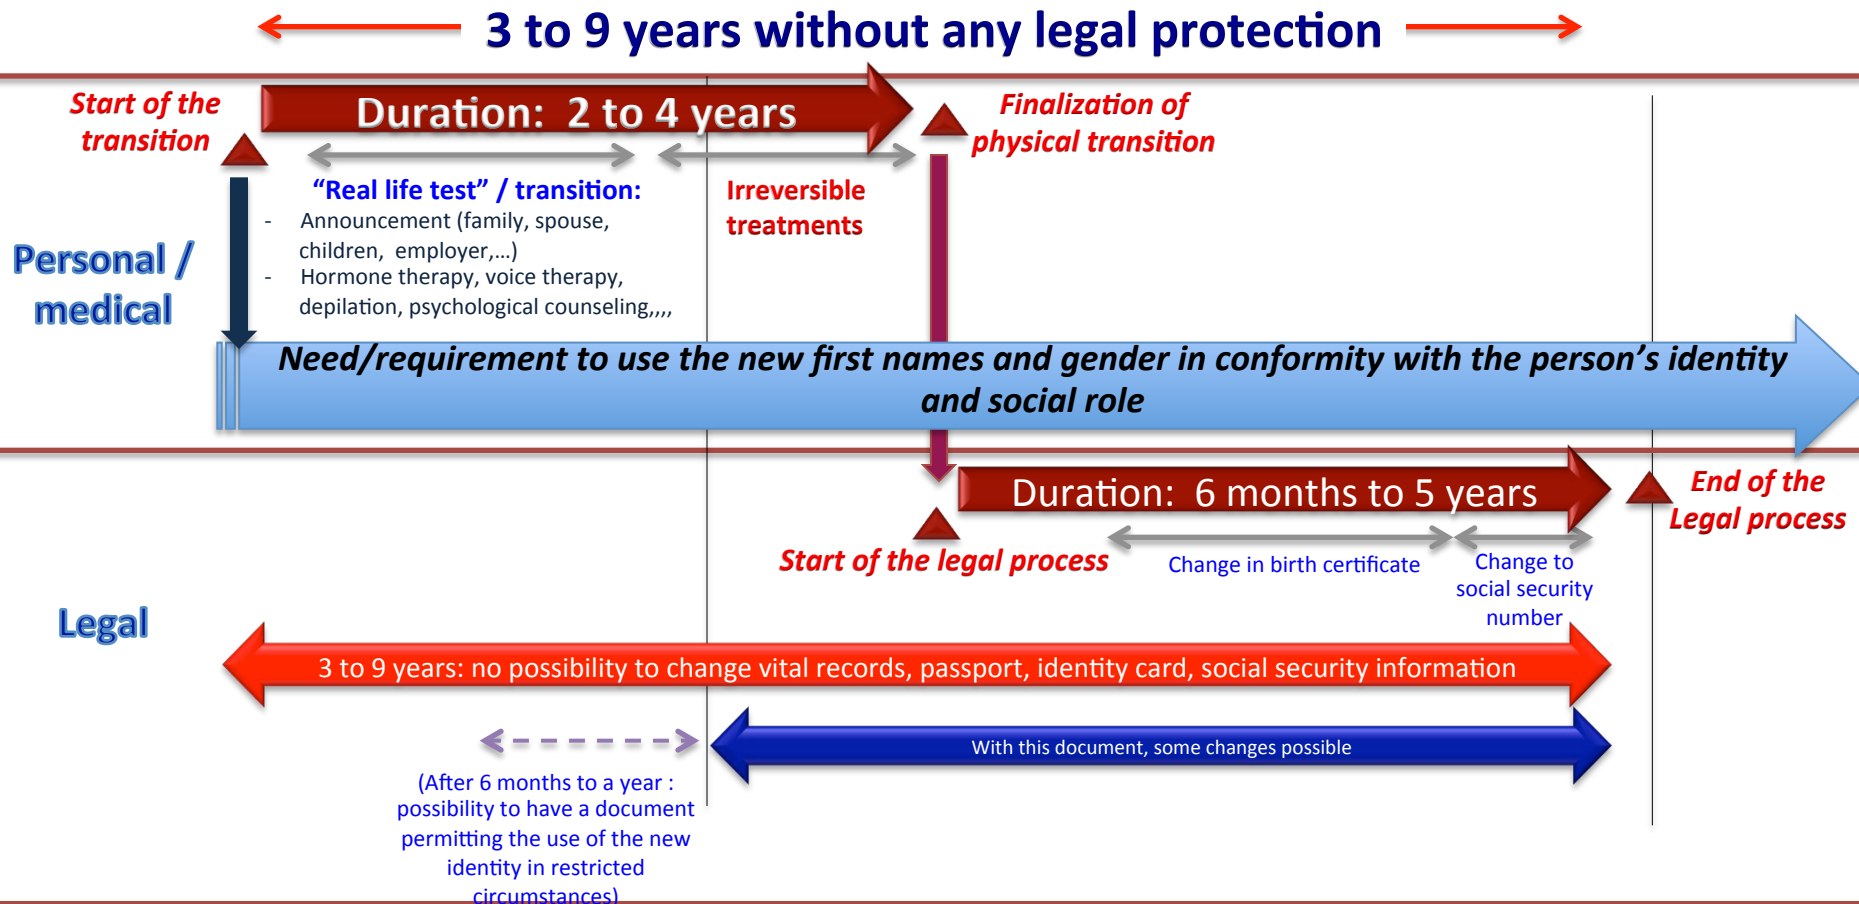 3 to 9 years without any legal protection
Start of the
transition
Duration: 2 to 4 years
Finalization of
physical transition
“Real life test” / transition:
- Announcement (family, spouse,
children, employer,...)
- Hormone therapy, voice therapy,
depilation, psychological counseling,,,,
Irreversible
treatments
Personal /
medical
Need/requirement to use the new first names and gender in conformity with the person’s identity
and social role
Duration: 6 months to 5 years
End of the
Legal process
Start of the legal process
Change in birth certificate
Change to
social security
number
Legal
3 to 9 years: no possibility to change vital records, passport, identity card, social security information
With this document, some changes possible
(After 6 months to a year :
possibility to have a document
permitting the use of the new
identity in restricted
circumstances)